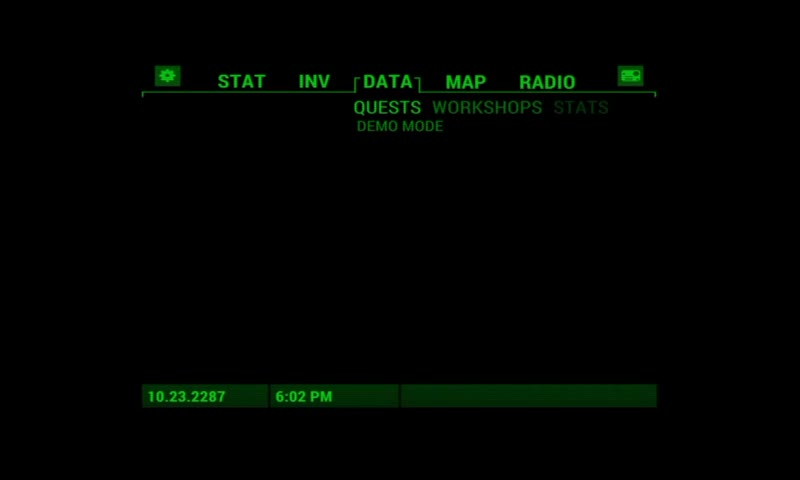 STAT INV DATA MAP RADIO
QUESTS WORKSHOPS STATS
DEMO MODE
10.23.2287 6:02 PM